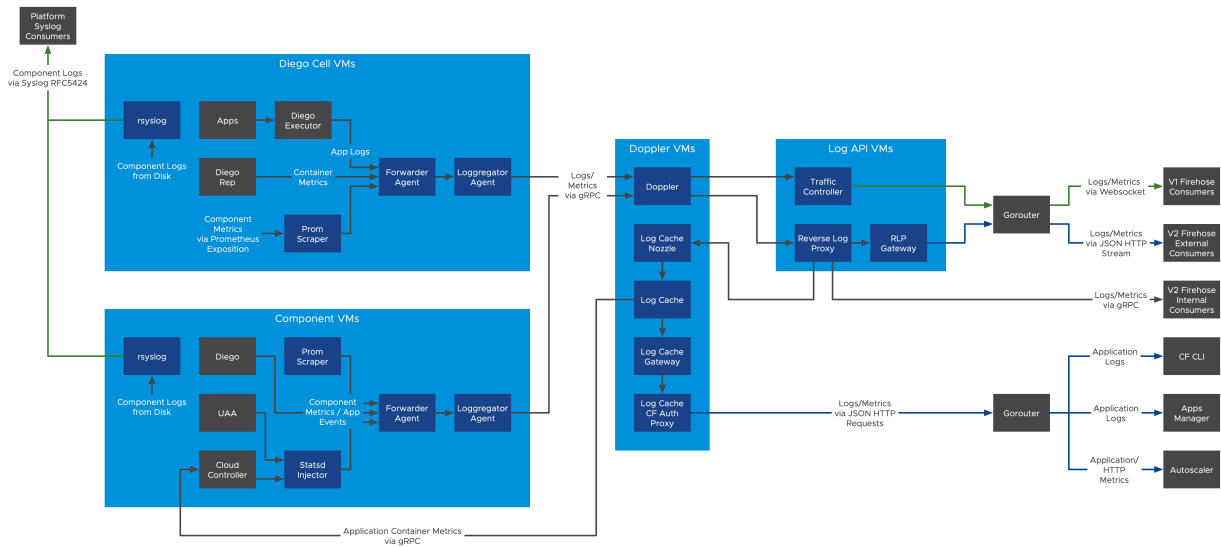 Platform
Syslog
Consumers
Component Logs
via Syslog RFC5424
Diego Cell VMs
rsyslog
Apps
Diego
Executor
App Logs
Component Logs
from Disk
Diego
Rep
Container
Metrics
Forwarder
Agent
Loggregator
Agent
Component
Metrics
via Prometheus
Exposition
Prom
Scraper
Logs/
Metrics
via gRPC
Component VMs
rsyslog
Diego
Prom
Scraper
Component Logs
from Disk
UAA
Component
Metrics / App
Events
Forwarder
Agent
Loggregator
Agent
Cloud
Controller
Statsd
Injector
Application Container Metrics
via gRPC
Doppler VMs
Doppler
Log Cache
Nozzle
Log Cache
Log Cache
Gateway
Log Cache
CF Auth
Proxy
Log API VMs
Traffic
Controller
Reverse Log
Proxy
RLP
Gateway
Gorouter
Logs/Metrics
via Websocket
V1 Firehose
Consumers
Logs/Metrics
via JSON HTTP
Stream
V2 Firehose
External
Consumers
Logs/Metrics
via gRPC
V2 Firehose
Internal
Consumers
Logs/Metrics
via JSON HTTP
Requests
Gorouter
Application
Logs
CF CLI
Application
Logs
Apps
Manager
Application/
HTTP
Metrics
Autoscaler